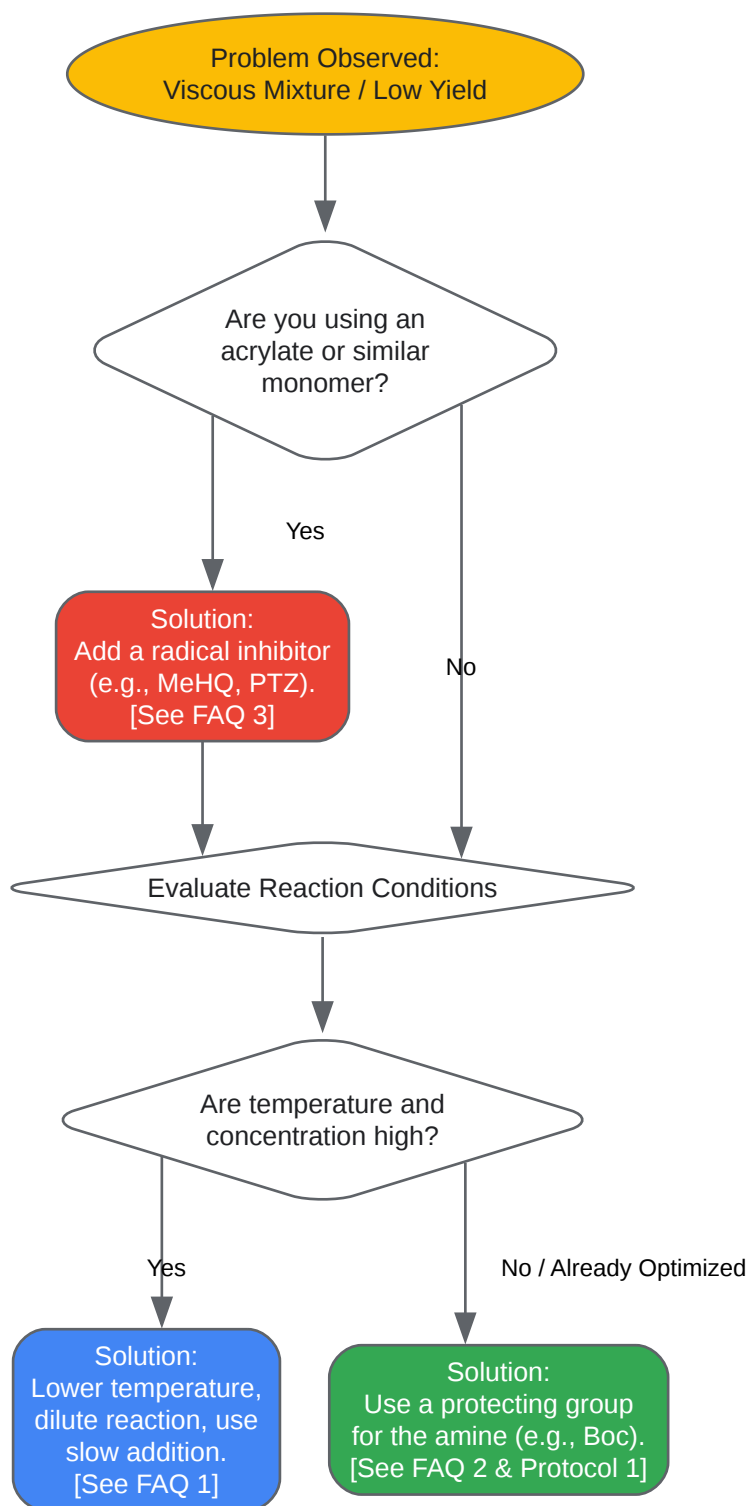 Problem Observed:
Viscous Mixture / Low Yield
Are you using an
acrylate or similar
monomer?
Yes
Solution:
Add a radical inhibitor
(e.g., MeHQ, PTZ).
[See FAQ 3]
No
Evaluate Reaction Conditions
Are temperature and
concentration high?
Yes
No / Already Optimized
Solution:
Lower temperature,
dilute reaction, use
slow addition.
[See FAQ 1]
Solution:
Use a protecting group
for the amine (e.g., Boc).
[See FAQ 2 & Protocol 1]